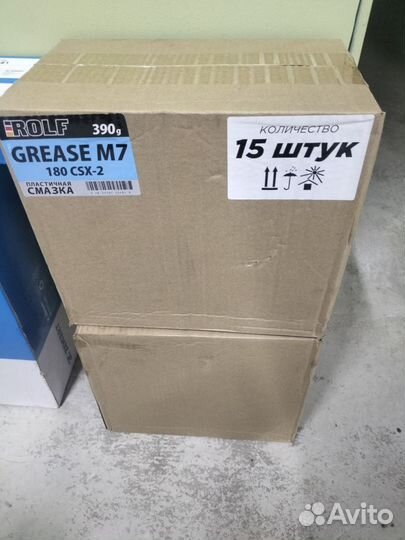 ROLF
390g
GREASE M7
180 CSX-2
ПЛАСТИЧНАЯ
СМАЗКА
КОЛИЧЕСТВО
15 ШТУК
Avito